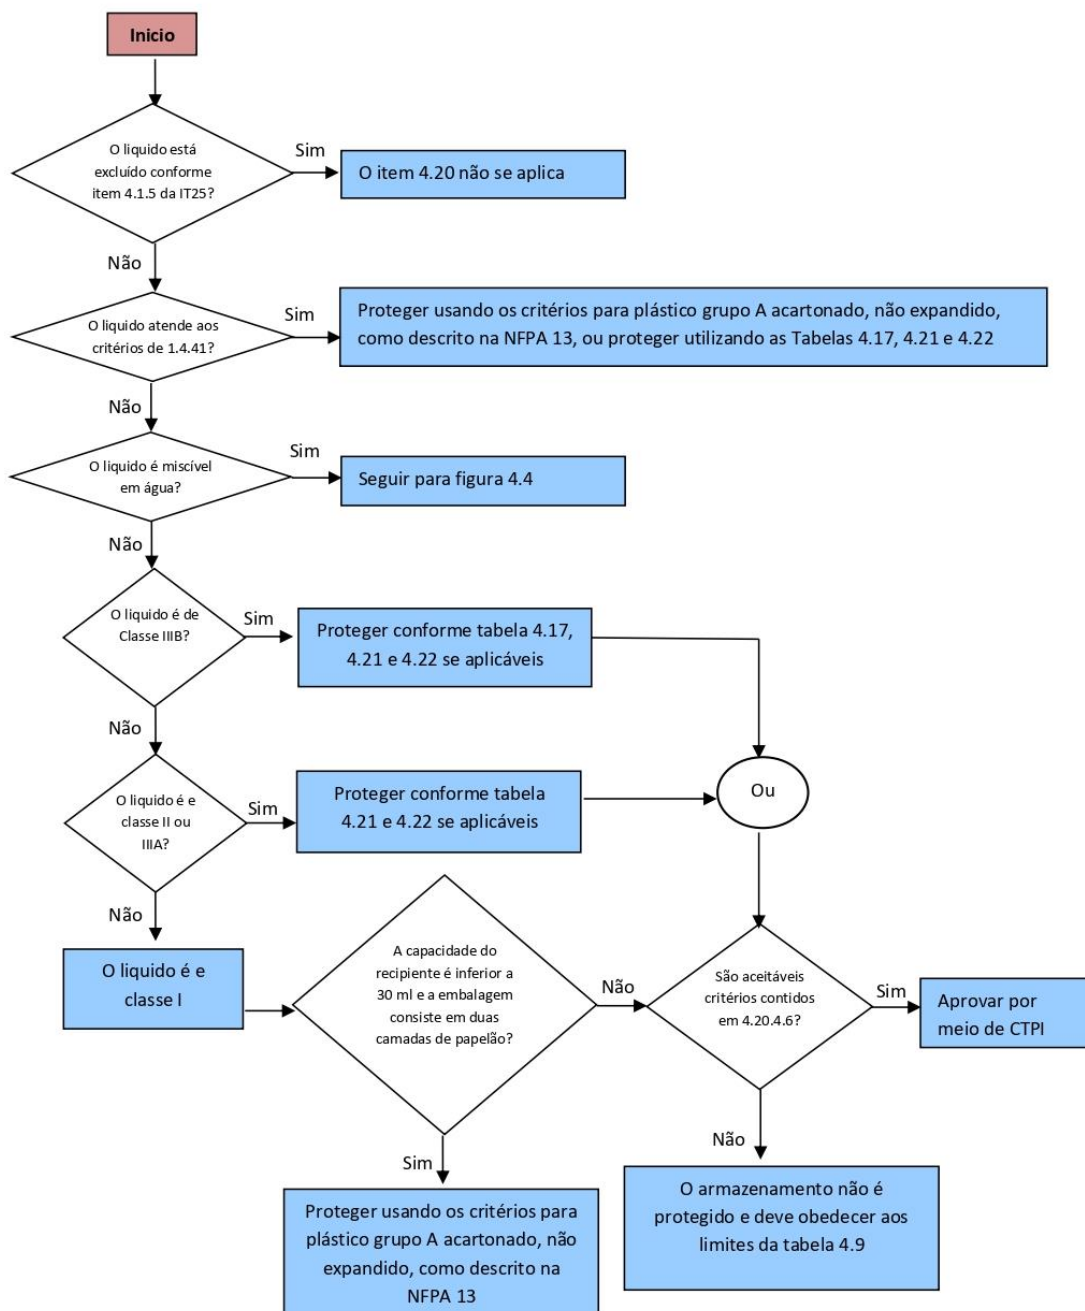 Inicio
O liquido está
excluído conforme
item 4.1.5 da IT25?
Sim
O item 4.20 não se aplica
Não
O liquido atende aos
critérios de 1.4.41?
Sim
Proteger usando os critérios para plástico grupo A acartonado, não expandido,
como descrito na NFPA 13, ou proteger utilizando as Tabelas 4.17, 4.21 e 4.22
Não
O liquido é miscível
em água?
Sim
Seguir para figura 4.4
Não
O liquido é de
Classe IIIB?
Sim
Proteger conforme tabela 4.17,
4.21 e 4.22 se aplicáveis
Não
O liquido é e
classe II ou
IIIA?
Sim
Proteger conforme tabela
4.21 e 4.22 se aplicáveis
Ou
Não
O liquido é e
classe I
A capacidade do
recipiente é inferior a
30 ml e a embalagem
consiste em duas
camadas de papelão?
Não
São aceitáveis
critérios contidos
em 4.20.4.6?
Sim
Aprovar por
meio de CTPI
Sim
Proteger usando os critérios para
plástico grupo A acartonado, não
expandido, como descrito na
NFPA 13
Não
O armazenamento não é
protegido e deve obedecer aos
limites da tabela 4.9